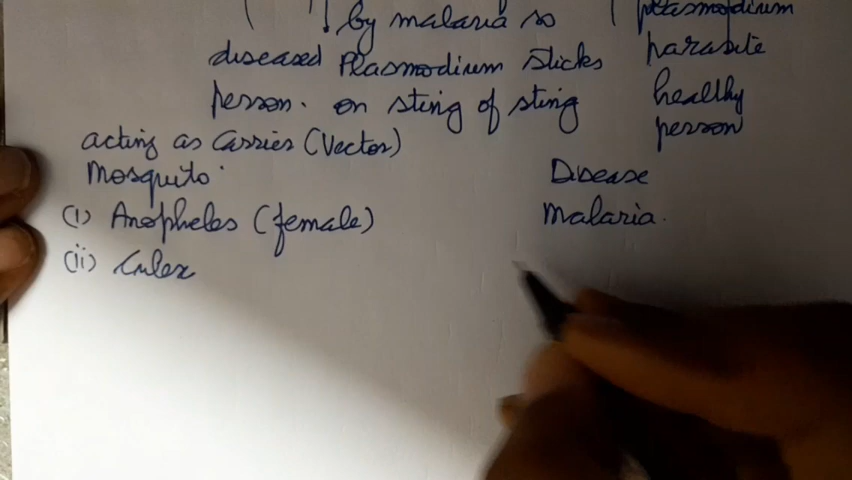 by malaria so plasmodium
diseased Plasmodium sticks parasite
person. on sting of sting healthy
person
acting as Carrier (Vector)
Mosquito Disease
(i) Anopheles (female) Malaria.
(ii) Culex